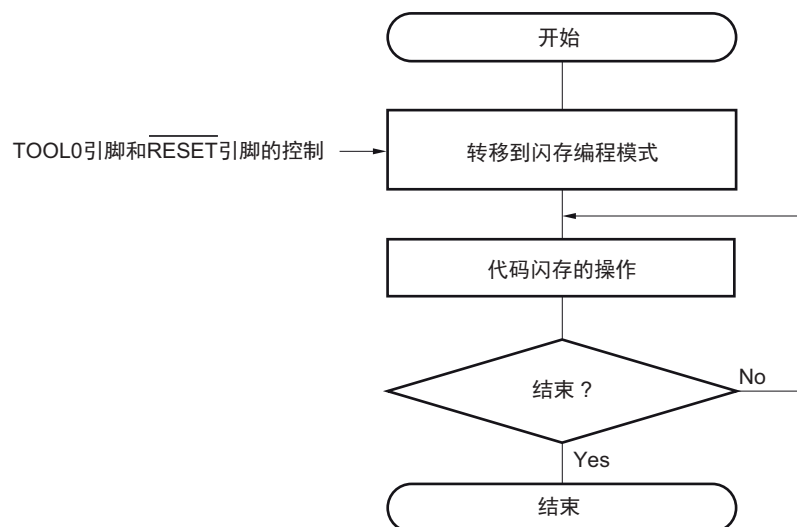 开始
TOOL0引脚和RESET引脚的控制
转移到闪存编程模式
代码闪存的操作
结束？
No
Yes
结束